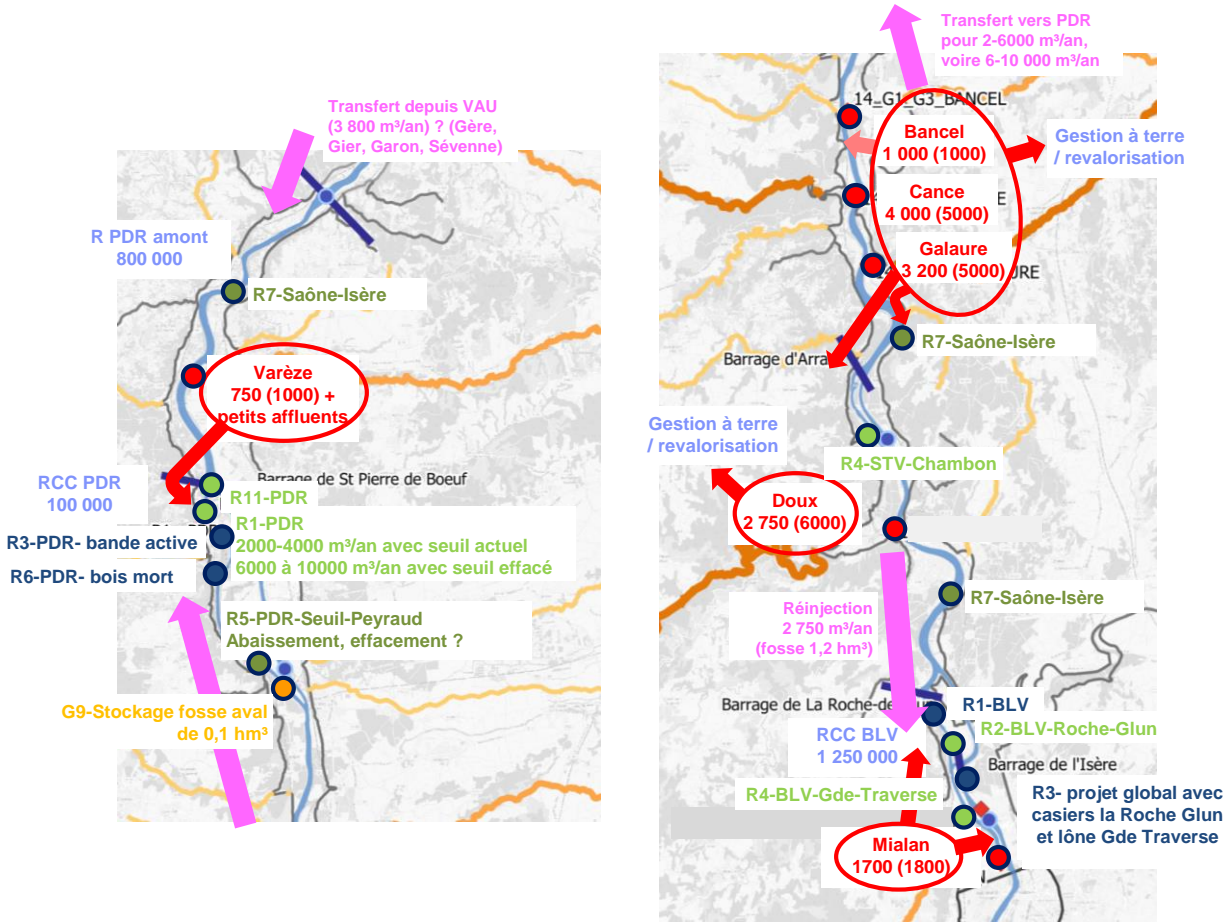 Transfert depuis VAU
(3 800 m³/an) ? (Gère,
Gier, Garon, Sévenne)
R PDR amont
800 000
R7-Saône-Isère
Varèze
750 (1000) +
petits affluents
RCC PDR
100 000
Barrage de St Pierre de Boeuf
R11-PDR
R1-PDR
2000-4000 m³/an avec seuil actuel
6000 à 10000 m³/an avec seuil effacé
R3-PDR- bande active
R6-PDR- bois mort
R5-PDR-Seuil-Peyraud
Abaissement, effacement ?
G9-Stockage fosse aval
de 0,1 hm³
Transfert vers PDR
pour 2-6000 m³/an,
voire 6-10 000 m³/an
14_G1_G3_BANCEL
Bancel
1 000 (1000)
Gestion à terre
/ revalorisation
Cance
4 000 (5000)
Galaure
3 200 (5000)
R7-Saône-Isère
Barrage d'Arra
Gestion à terre
/ revalorisation
R4-STV-Chambon
Doux
2 750 (6000)
R7-Saône-Isère
Réinjection
2 750 m³/an
(fosse 1,2 hm³)
Barrage de La Roche-de
R1-BLV
R2-BLV-Roche-Glun
RCC BLV
1 250 000
Barrage de l'Isère
R4-BLV-Gde-Traverse
R3- projet global avec
casiers la Roche Glun
et lône Gde Traverse
Mialan
1700 (1800)